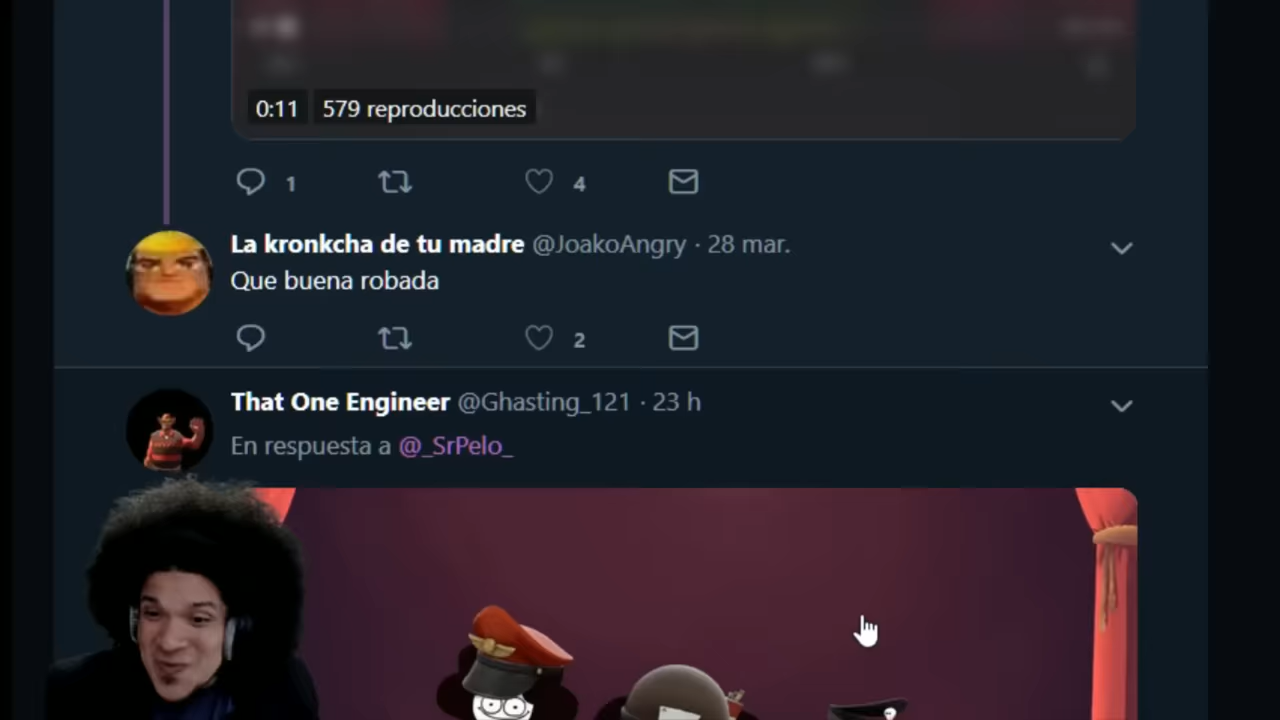 0:11 579 reproducciones
1 4
La kronkcha de tu madre @JoakoAngry · 28 mar.
Que buena robada
2
That One Engineer @Ghasting_121 · 23 h
En respuesta a @_SrPelo_